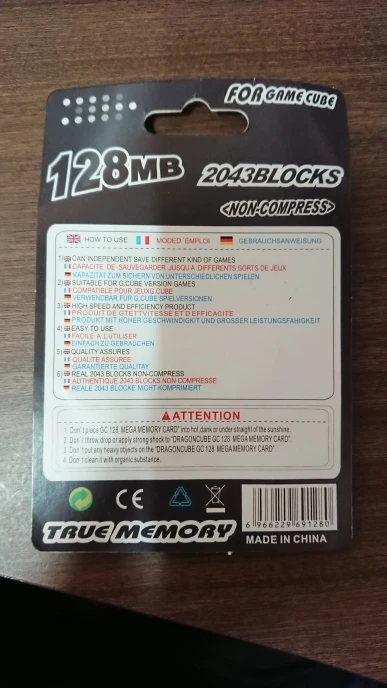 FOR GAME CUBE
128MB
2043BLOCKS
<NON-COMPRESS>
HOW TO USE MODED´EMPLOI GEBRAUCHSANWEISUNG
1) CAN INDEPENDENT SAVE DIFFERENT KIND OF GAMES
CAPACITE DE SAUVEGARDER JUSQU A DIFFERENTS SORTS DE JEUX
KAPAZITÄT ZUM SICHERN VON UNTERSCHIEDLICHEN SPIELEN
2) SUITABLE FOR G.CUBE VERSION GAMES
COMPATIBLE POUR JEUXG.CUBE
VERWENDBAR FUR G.CUBE SPIELVERSIONEN
3) HIGH SPEED AND EFFICIENCY PRODUCT
PRODUIT DE GTETTVITESSE ET D'EFFICACITE
PRODUKT MIT HOHER GESCHWINDIGKIT UND GROSSER LEISTUNGSFAHIGKEIT
4) EASY TO USE
FACILE A L'UTILISER
EINFACH ZU GEBRAUCHEN
5) QUALITY ASSURES
QUALITE ASSUREE
GARANTIERTE QUALITAY
6) REAL 2043 BLOCKS NON-COMPRESS
AUTHENTIQUE 2043 BLOCKS NON COMPRESSE
REALE 2043 BLOCKE NICHT KOMPRIMIERT
ATTENTION
1. Don´t place GC 128 MEGA MEMORY CARD" into hot,dank or under straight of the sunshine.
2. Don´t throw,drop or apply strong shock to "DRAGONCUBE GC 128 MEGA MEMORY CARD".
3. Don´t put any heavy objects on the "DRAGONCUBE GC 128 MEGA MEMORY CARD".
4. Don´t clean it with organic substance.
CE
TRUE MEMORY
6 966229 691280
MADE IN CHINA